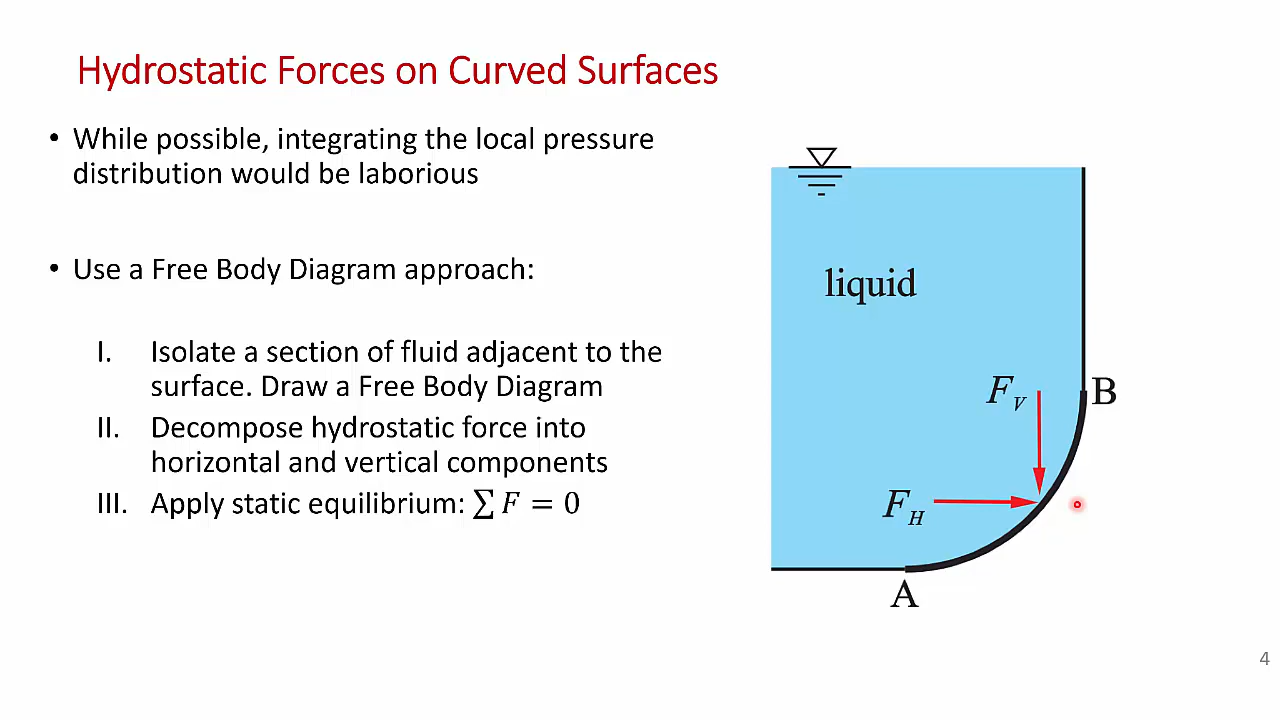 Hydrostatic Forces on Curved Surfaces
• While possible, integrating the local pressure
distribution would be laborious
• Use a Free Body Diagram approach:
I. Isolate a section of fluid adjacent to the
surface. Draw a Free Body Diagram
II. Decompose hydrostatic force into
horizontal and vertical components
III. Apply static equilibrium: ∑ F = 0
liquid
F_V
B
F_H
A
4